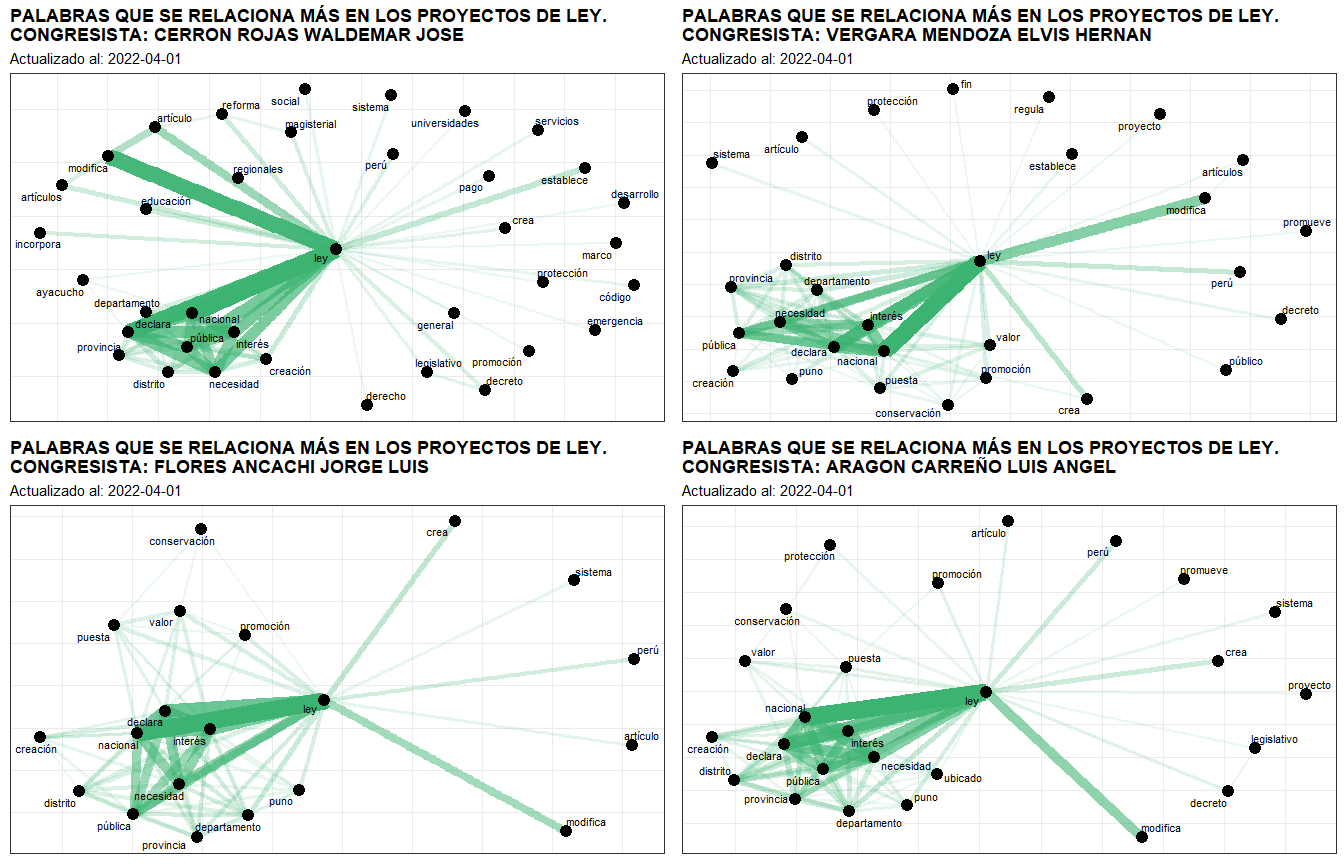 PALABRAS QUE SE RELACIONA MÁS EN LOS PROYECTOS DE LEY.
CONGRESISTA: CERRON ROJAS WALDEMAR JOSE
Actualizado al: 2022-04-01
social
sistema
reforma
artículo
magisterial
universidades
servicios
modifica
regionales
perú
establece
pago
artículos
educación
desarrollo
crea
incorpora
ley
marco
ayacucho
protección
código
departamento
declara
nacional
general
emergencia
pública
interés
provincia
creación
promoción
legislativo
distrito
necesidad
decreto
derecho
PALABRAS QUE SE RELACIONA MÁS EN LOS PROYECTOS DE LEY.
CONGRESISTA: VERGARA MENDOZA ELVIS HERNAN
Actualizado al: 2022-04-01
fin
protección
regula
proyecto
artículo
sistema
establece
artículos
modifica
promueve
ley
distrito
provincia
departamento
perú
necesidad
interés
decreto
pública
declara
nacional
valor
público
creación
puno
puesta
promoción
conservación
crea
PALABRAS QUE SE RELACIONA MÁS EN LOS PROYECTOS DE LEY.
CONGRESISTA: FLORES ANCACHI JORGE LUIS
Actualizado al: 2022-04-01
crea
conservación
sistema
valor
puesta
promoción
perú
ley
declara
nacional
interés
creación
artículo
necesidad
distrito
puno
pública
departamento
modifica
provincia
PALABRAS QUE SE RELACIONA MÁS EN LOS PROYECTOS DE LEY.
CONGRESISTA: ARAGON CARREÑO LUIS ANGEL
Actualizado al: 2022-04-01
artículo
perú
protección
promoción
promueve
sistema
conservación
valor
puesta
crea
proyecto
ley
nacional
creación
declara
interés
legislativo
distrito
necesidad
pública
ubicado
provincia
puno
decreto
departamento
modifica